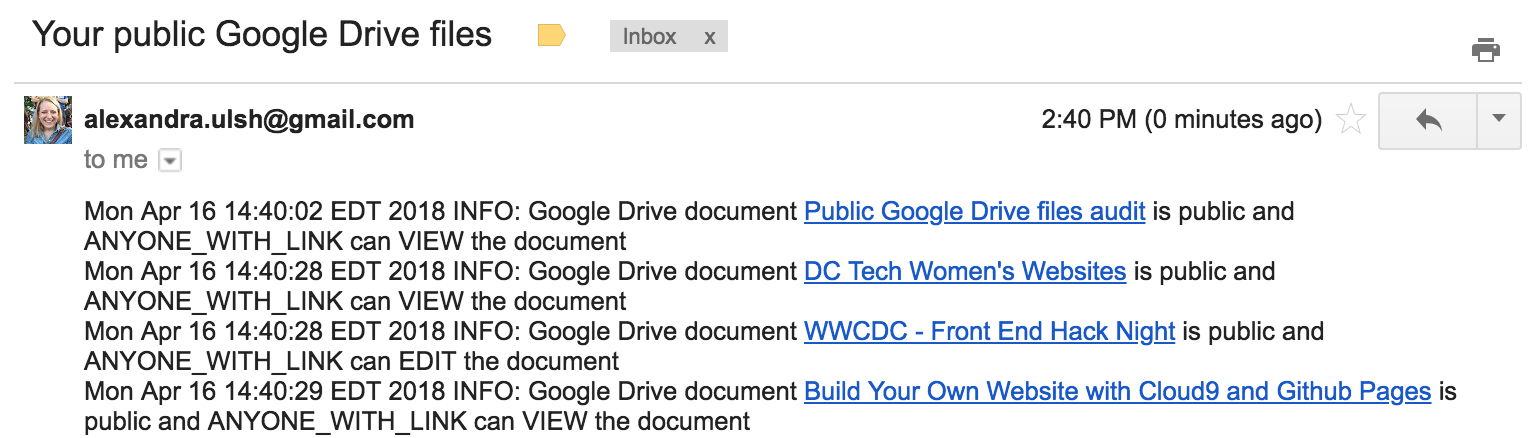 Your public Google Drive files
Inbox x
alexandra.ulsh@gmail.com
2:40 PM (0 minutes ago)
to me
Mon Apr 16 14:40:02 EDT 2018 INFO: Google Drive document Public Google Drive files audit is public and
ANYONE_WITH_LINK can VIEW the document
Mon Apr 16 14:40:28 EDT 2018 INFO: Google Drive document DC Tech Women's Websites is public and
ANYONE_WITH_LINK can VIEW the document
Mon Apr 16 14:40:28 EDT 2018 INFO: Google Drive document WWCDC - Front End Hack Night is public and
ANYONE_WITH_LINK can EDIT the document
Mon Apr 16 14:40:29 EDT 2018 INFO: Google Drive document Build Your Own Website with Cloud9 and Github Pages is
public and ANYONE_WITH_LINK can VIEW the document